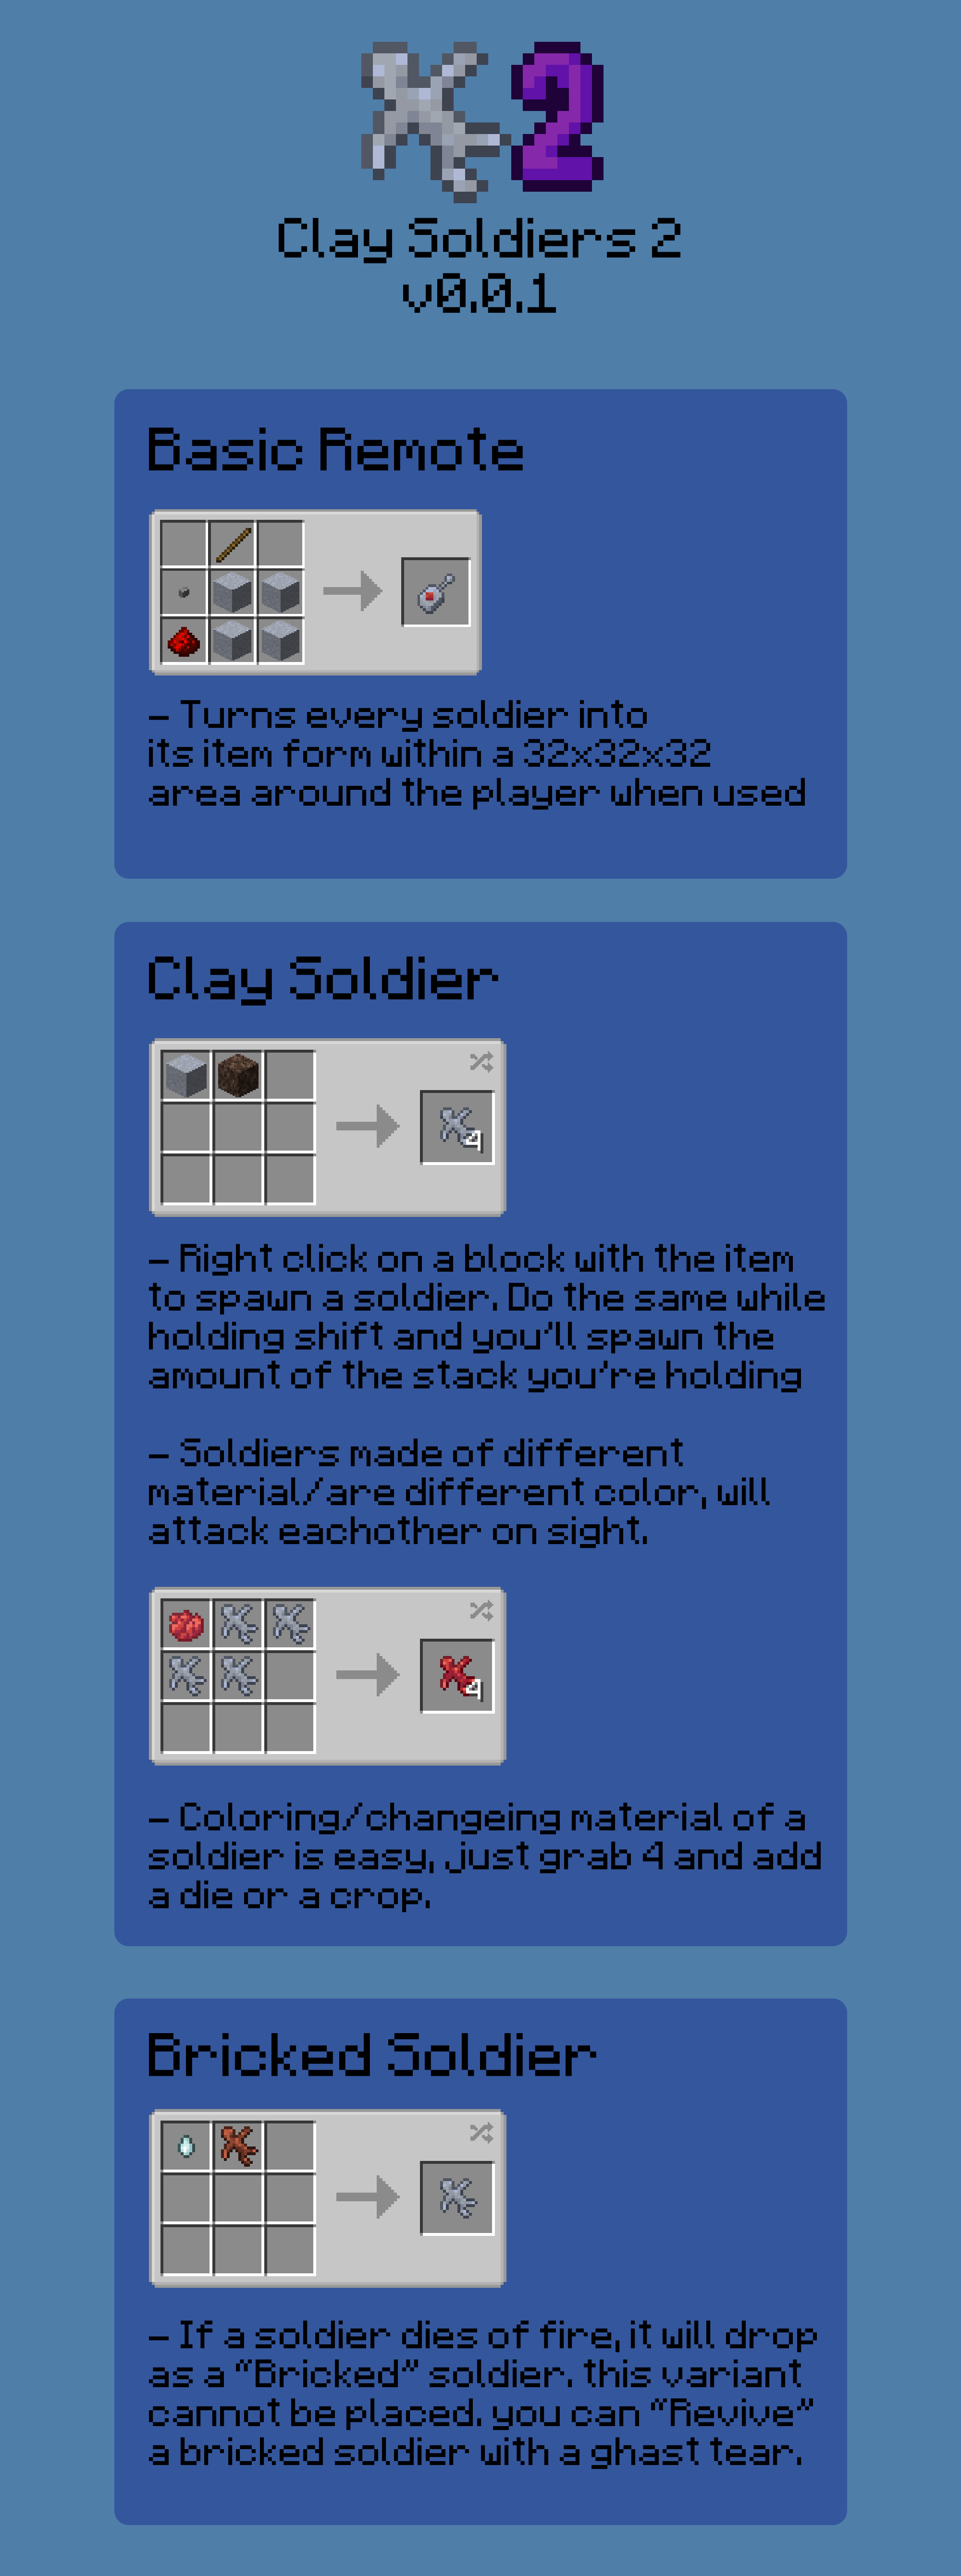 2
Clay Soldiers 2
v0.0.1
Basic Remote
– Turns every soldier into
its item form within a 32x32x32
area around the player when used
Clay Soldier
4
– Right click on a block with the item
to spawn a soldier. Do the same while
holding shift and you'll spawn the
amount of the stack you're holding
– Soldiers made of different
material/are different color, will
attack eachother on sight.
4
– Coloring/changeing material of a
soldier is easy, just grab 4 and add
a die or a crop.
Bricked Soldier
– If a soldier dies of fire, it will drop
as a "Bricked" soldier. this variant
cannot be placed. you can "Revive"
a bricked soldier with a ghast tear.